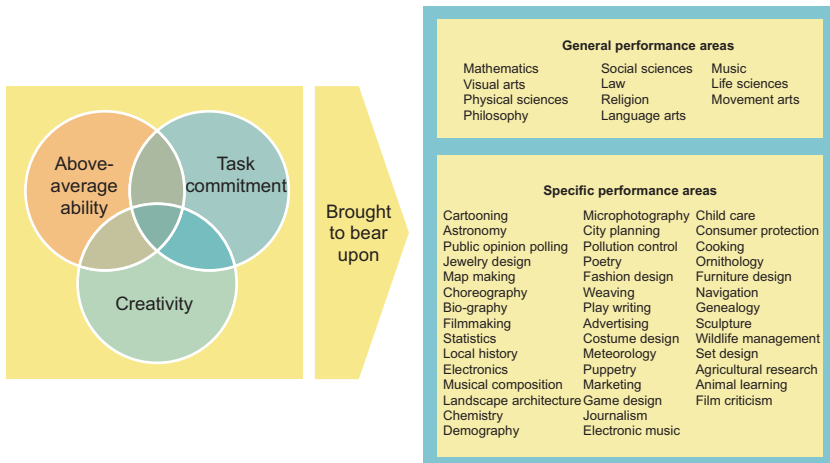 Above-
average
ability
Task
commitment
Creativity
Brought
to bear
upon
General performance areas
Mathematics
Visual arts
Physical sciences
Philosophy
Social sciences
Law
Religion
Language arts
Music
Life sciences
Movement arts
Specific performance areas
Cartooning
Astronomy
Public opinion polling
Jewelry design
Map making
Choreography
Bio-graphy
Filmmaking
Statistics
Local history
Electronics
Musical composition
Landscape architecture
Chemistry
Demography
Microphotography
City planning
Pollution control
Poetry
Fashion design
Weaving
Play writing
Advertising
Costume design
Meteorology
Puppetry
Marketing
Game design
Journalism
Electronic music
Child care
Consumer protection
Cooking
Ornithology
Furniture design
Navigation
Genealogy
Sculpture
Wildlife management
Set design
Agricultural research
Animal learning
Film criticism